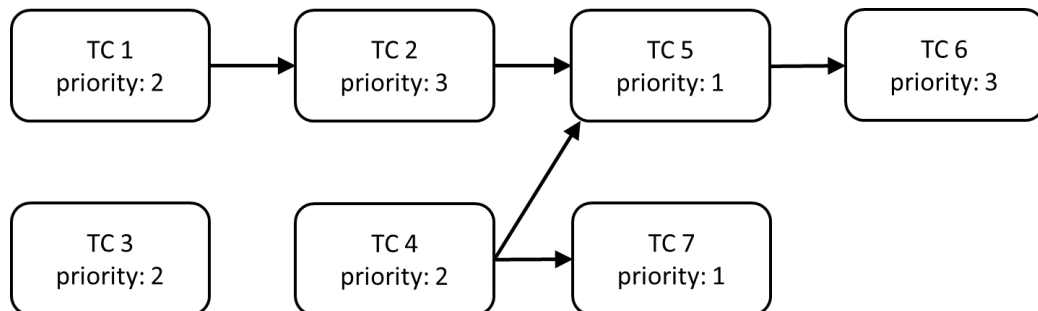 TC 1
priority: 2
TC 2
priority: 3
TC 5
priority: 1
TC 6
priority: 3
TC 3
priority: 2
TC 4
priority: 2
TC 7
priority: 1